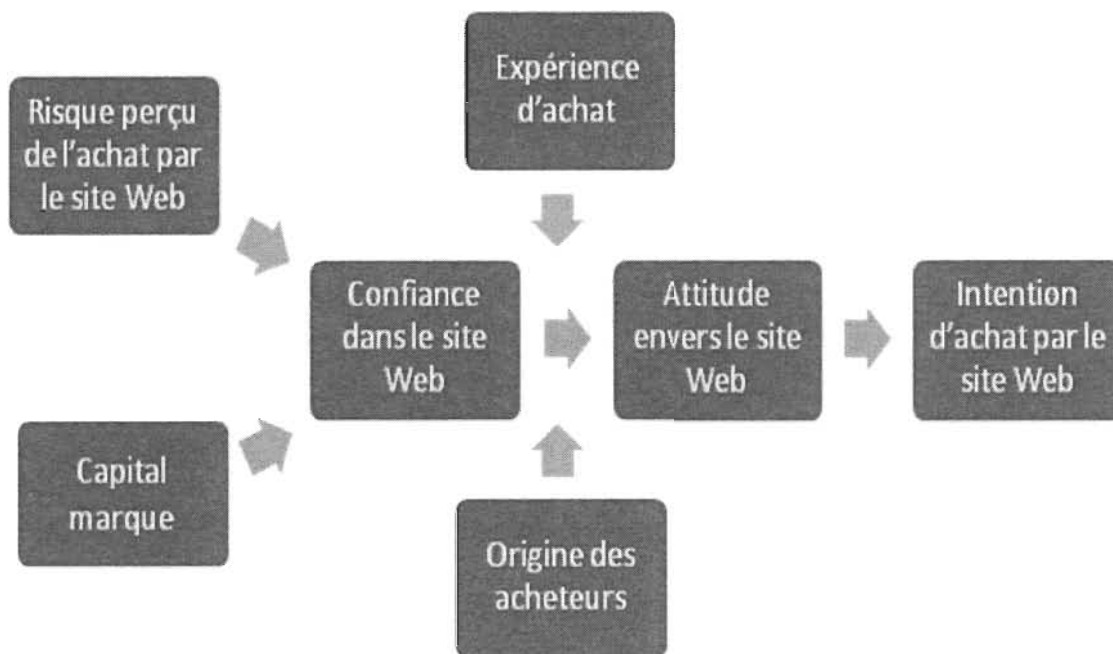 Expérience
d'achat
Risque perçu
de l'achat par
le site Web
Confiance
dans le site
Web
Attitude
envers le site
Web
Intention
d'achat par le
site Web
Capital
marque
Origine des
acheteurs